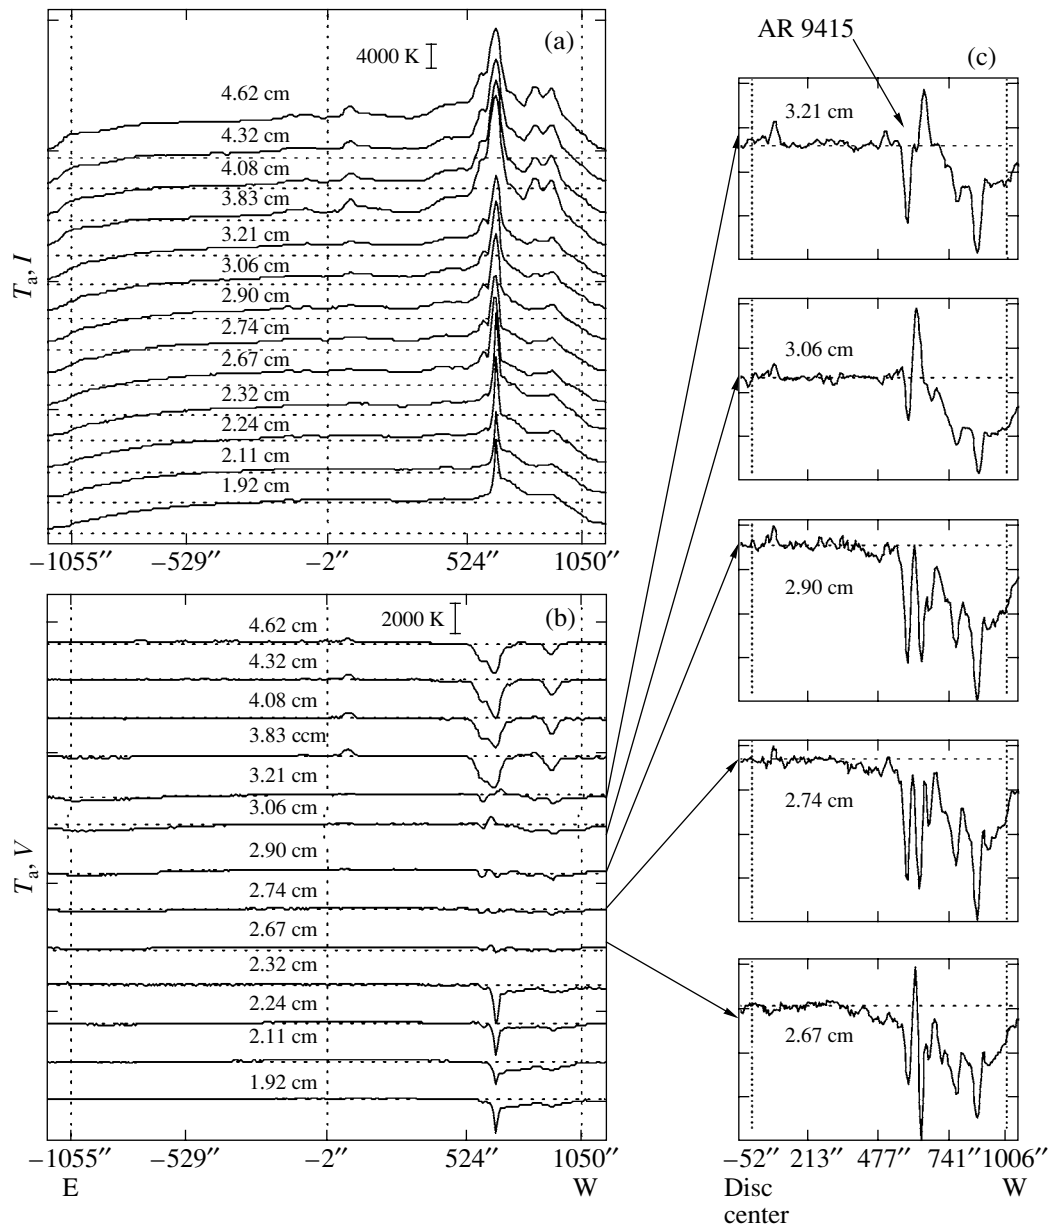 (a)
4000 K
4.62 cm
4.32 cm
4.08 cm
3.83 cm
3.21 cm
3.06 cm
2.90 cm
2.74 cm
2.67 cm
2.32 cm
2.24 cm
2.11 cm
1.92 cm
Ta, I
−1055″ −529″ −2″ 524″ 1050″
(b)
2000 K
4.62 cm
4.32 cm
4.08 cm
3.83 ccm
3.21 cm
3.06 cm
2.90 cm
2.74 cm
2.67 cm
2.32 cm
2.24 cm
2.11 cm
1.92 cm
Ta, V
−1055″ −529″ −2″ 524″ 1050″
E W
AR 9415
(c)
3.21 cm
3.06 cm
2.90 cm
2.74 cm
2.67 cm
−52″ 213″ 477″ 741″ 1006″
Disc W
center